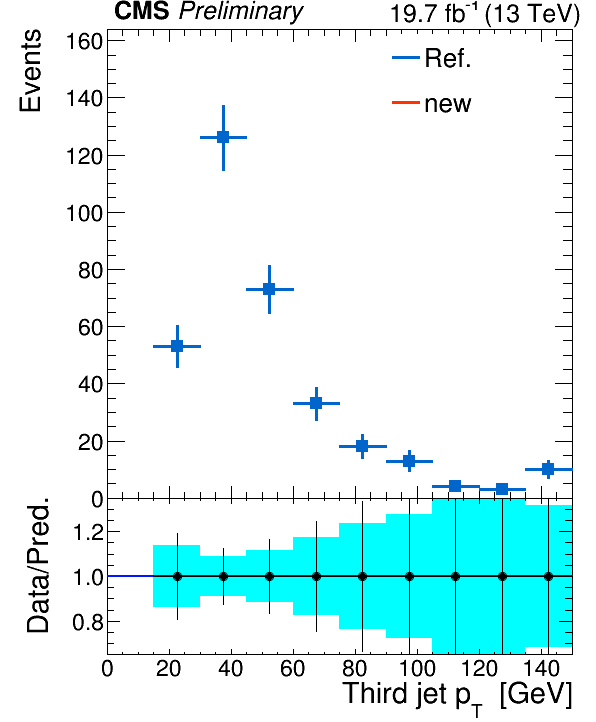 CMS Preliminary 19.7 fb-1 (13 TeV)
Events
160
140
120
100
80
60
40
20
0
Ref.
new
Data/Pred.
1.2
1.0
0.8
0 20 40 60 80 100 120 140
Third jet pT [GeV]